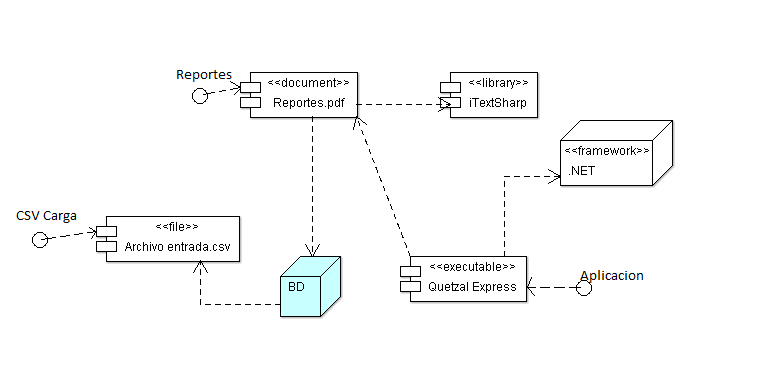 Reportes
<<document>>
Reportes.pdf
<<library>>
iTextSharp
<<framework>>
.NET
CSV Carga
<<file>>
Archivo entrada.csv
BD
<<executable>>
Quetzal Express
Aplicacion